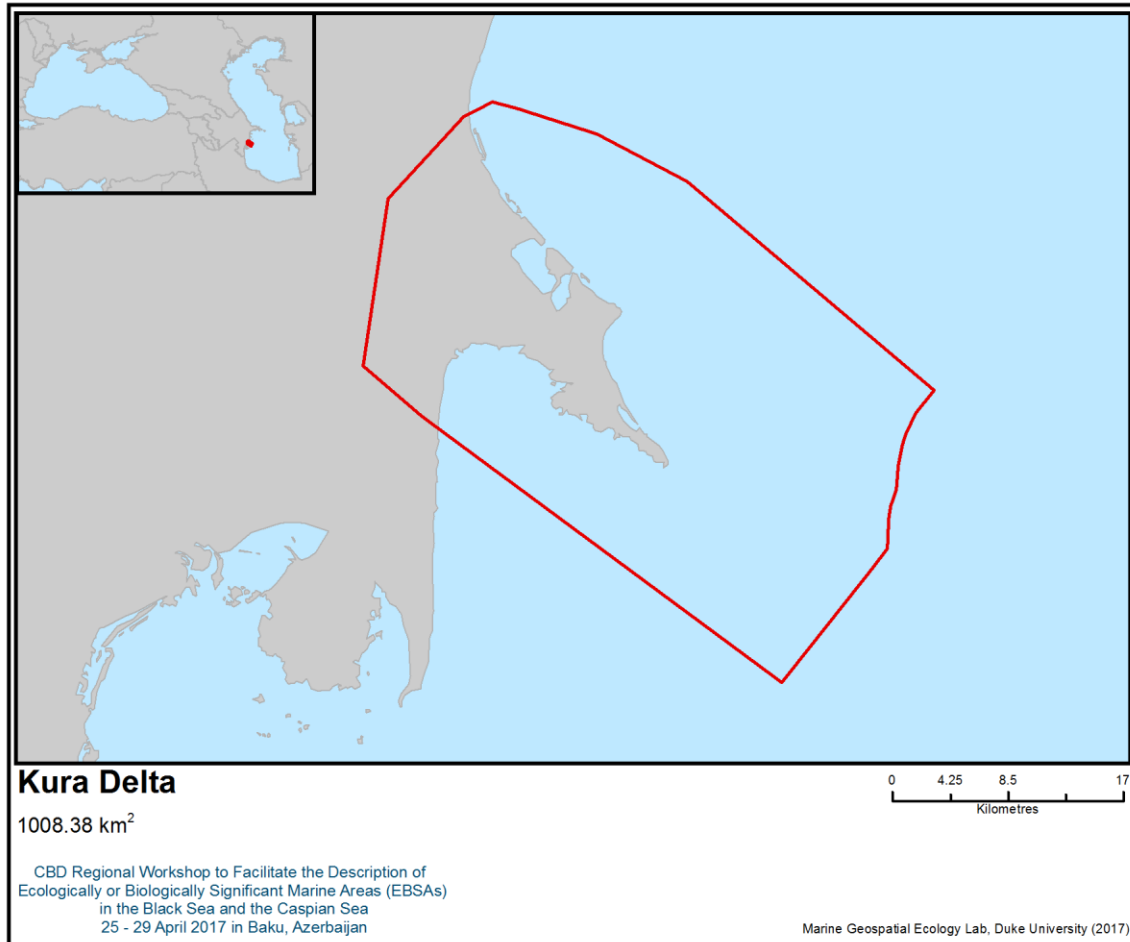 Kura Delta
1008.38 km²
0 4.25 8.5 17
Kilometres
CBD Regional Workshop to Facilitate the Description of
Ecologically or Biologically Significant Marine Areas (EBSAs)
in the Black Sea and the Caspian Sea
25 - 29 April 2017 in Baku, Azerbaijan
Marine Geospatial Ecology Lab, Duke University (2017)